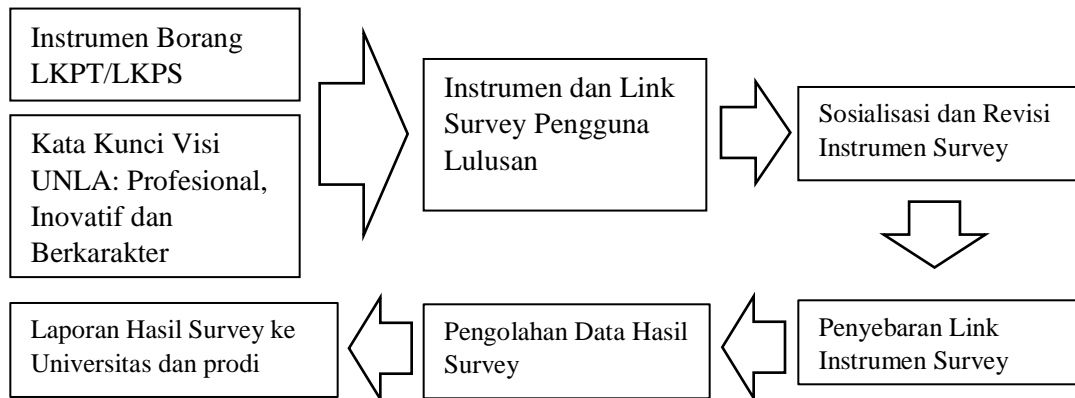 Instrumen Borang
LKPT/LKPS
Kata Kunci Visi
UNLA: Profesional,
Inovatif dan
Berkarakter
Instrumen dan Link
Survey Pengguna
Lulusan
Sosialisasi dan Revisi
Instrumen Survey
Penyebaran Link
Instrumen Survey
Pengolahan Data Hasil
Survey
Laporan Hasil Survey ke
Universitas dan prodi